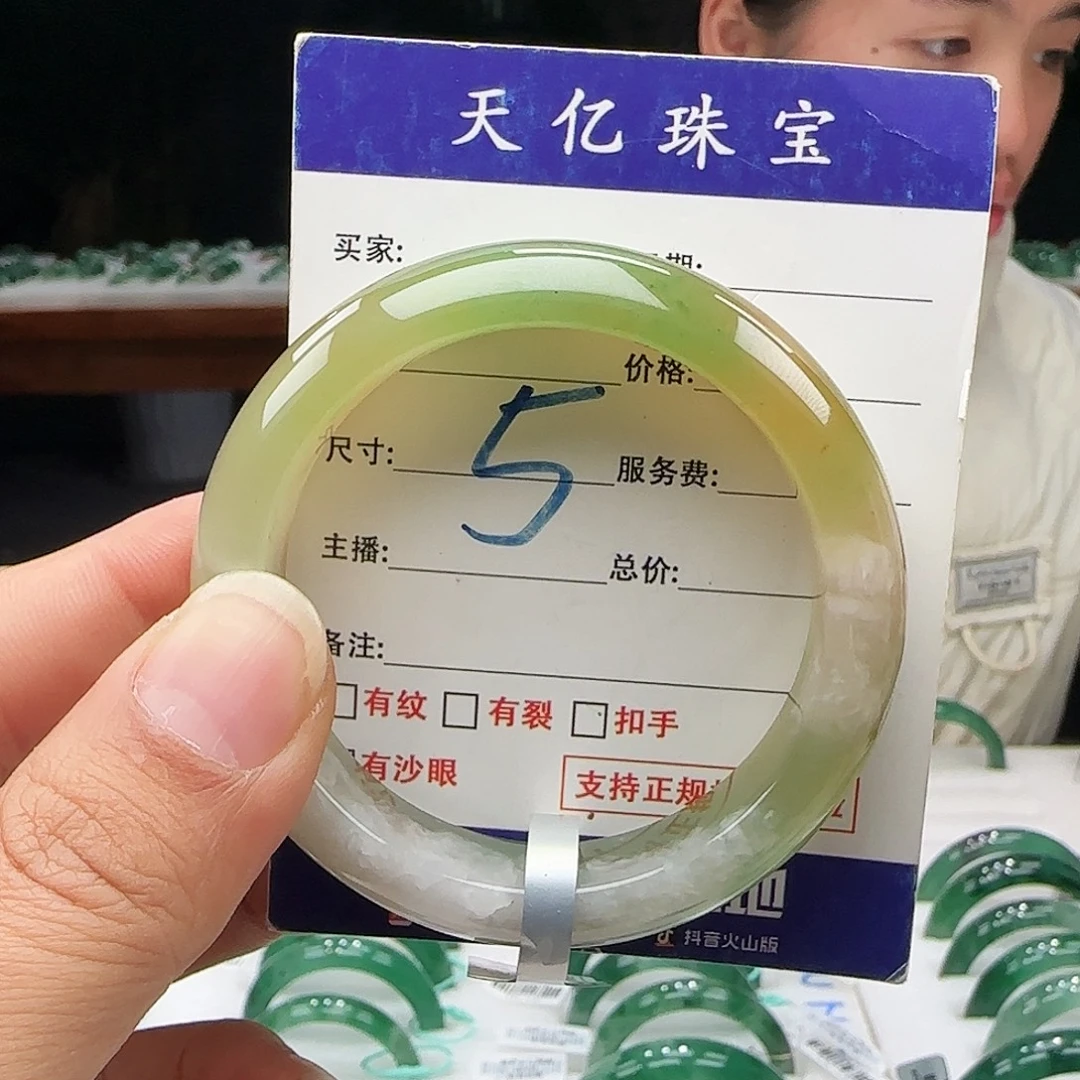 天亿珠宝
买家:
期:
价格:
5
尺寸:
服务费:
主播:
总价:
备注:
有纹 有裂 扣手
有沙眼
支持正规
抖音火山版